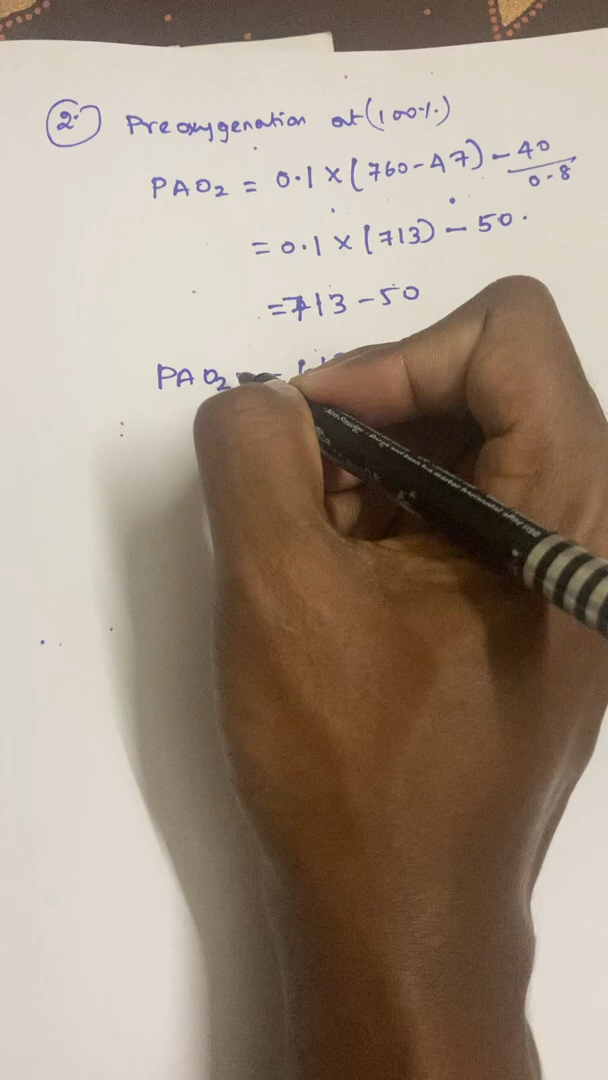 2. Preoxygenation at (100%)
PAO2 = 0.1 × (760-47) - 40/0.8
= 0.1 × (713) - 50.
= 713 - 50
PAO2 =